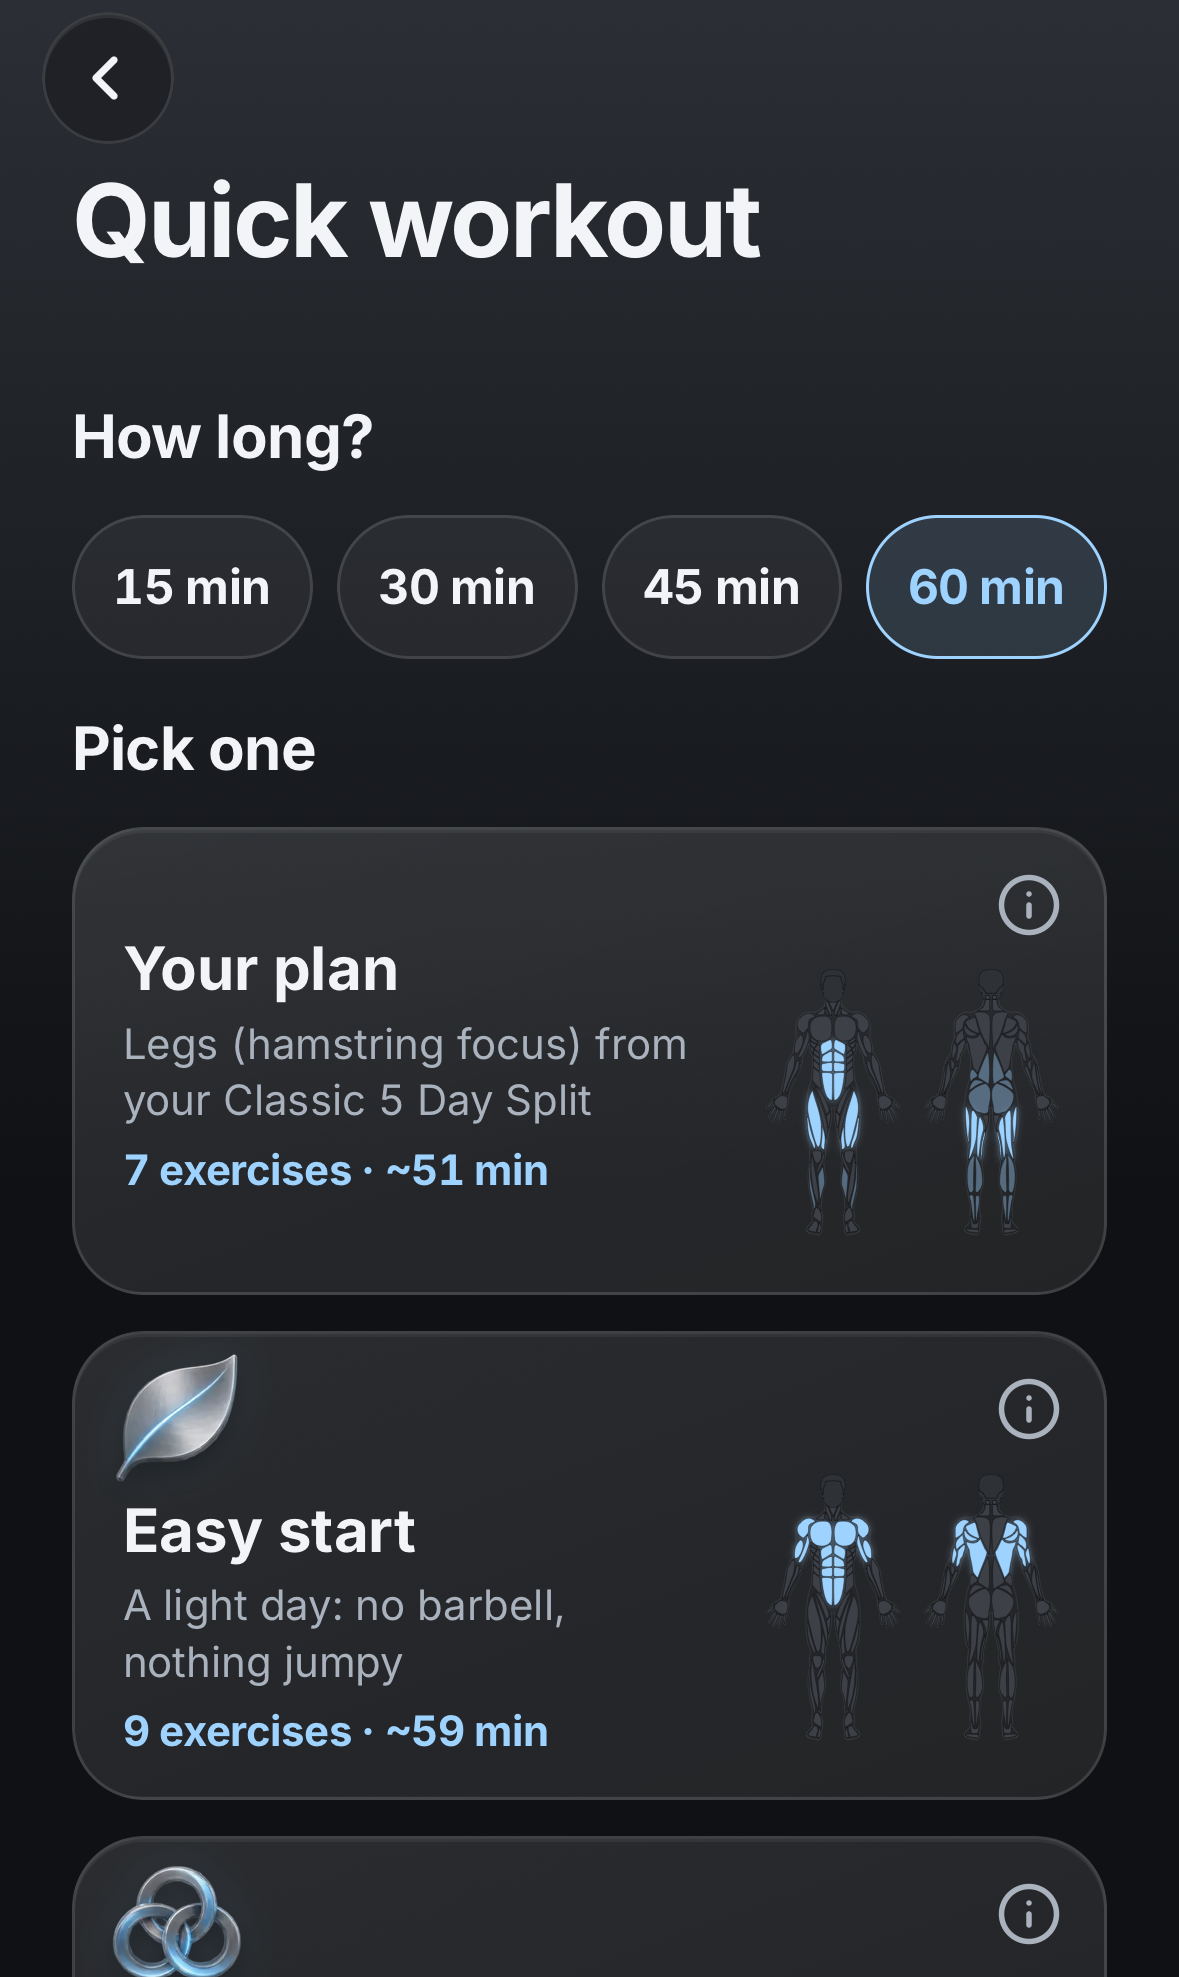 Quick workout
How long?
15 min
30 min
45 min
60 min
Pick one
Your plan
Legs (hamstring focus) from
your Classic 5 Day Split
7 exercises · ~51 min
Easy start
A light day: no barbell,
nothing jumpy
9 exercises · ~59 min